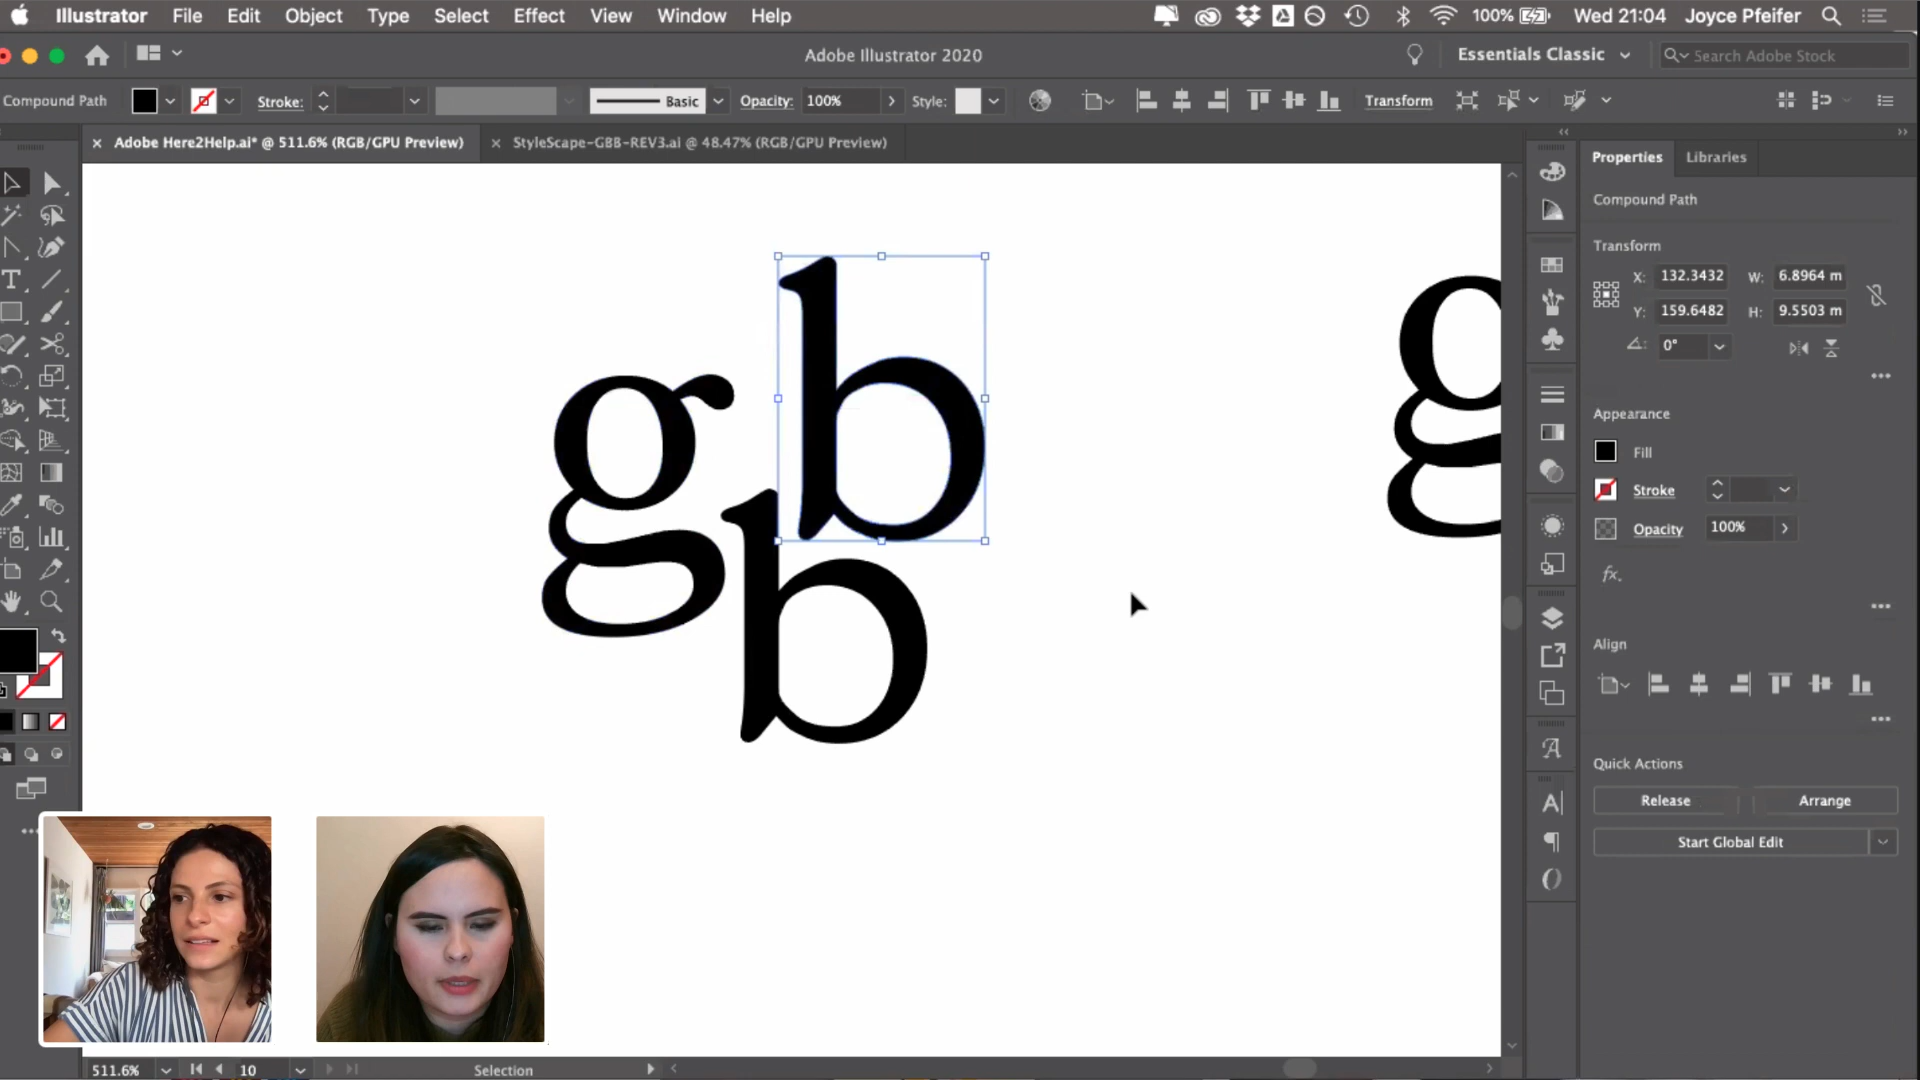 Illustrator File Edit Object Type Select Effect View Window Help 100% Wed 21:04 Joyce Pfeifer
Adobe Illustrator 2020 Essentials Classic Search Adobe Stock
Compound Path Stroke: Basic Opacity: 100% Style: Transform
× Adobe Here2Help.ai* @ 511.6% (RGB/GPU Preview) × StyleScape-GBB-REV3.ai @ 48.47% (RGB/GPU Preview)
Properties Libraries
Compound Path
Transform
X: 132.3432 W: 6.8964 m
Y: 159.6482 H: 9.5503 m
0°
Appearance
Fill
Stroke
Opacity 100%
fx.
Align
Quick Actions
Release Arrange
Start Global Edit
g b
b
g
511.6% 10 Selection